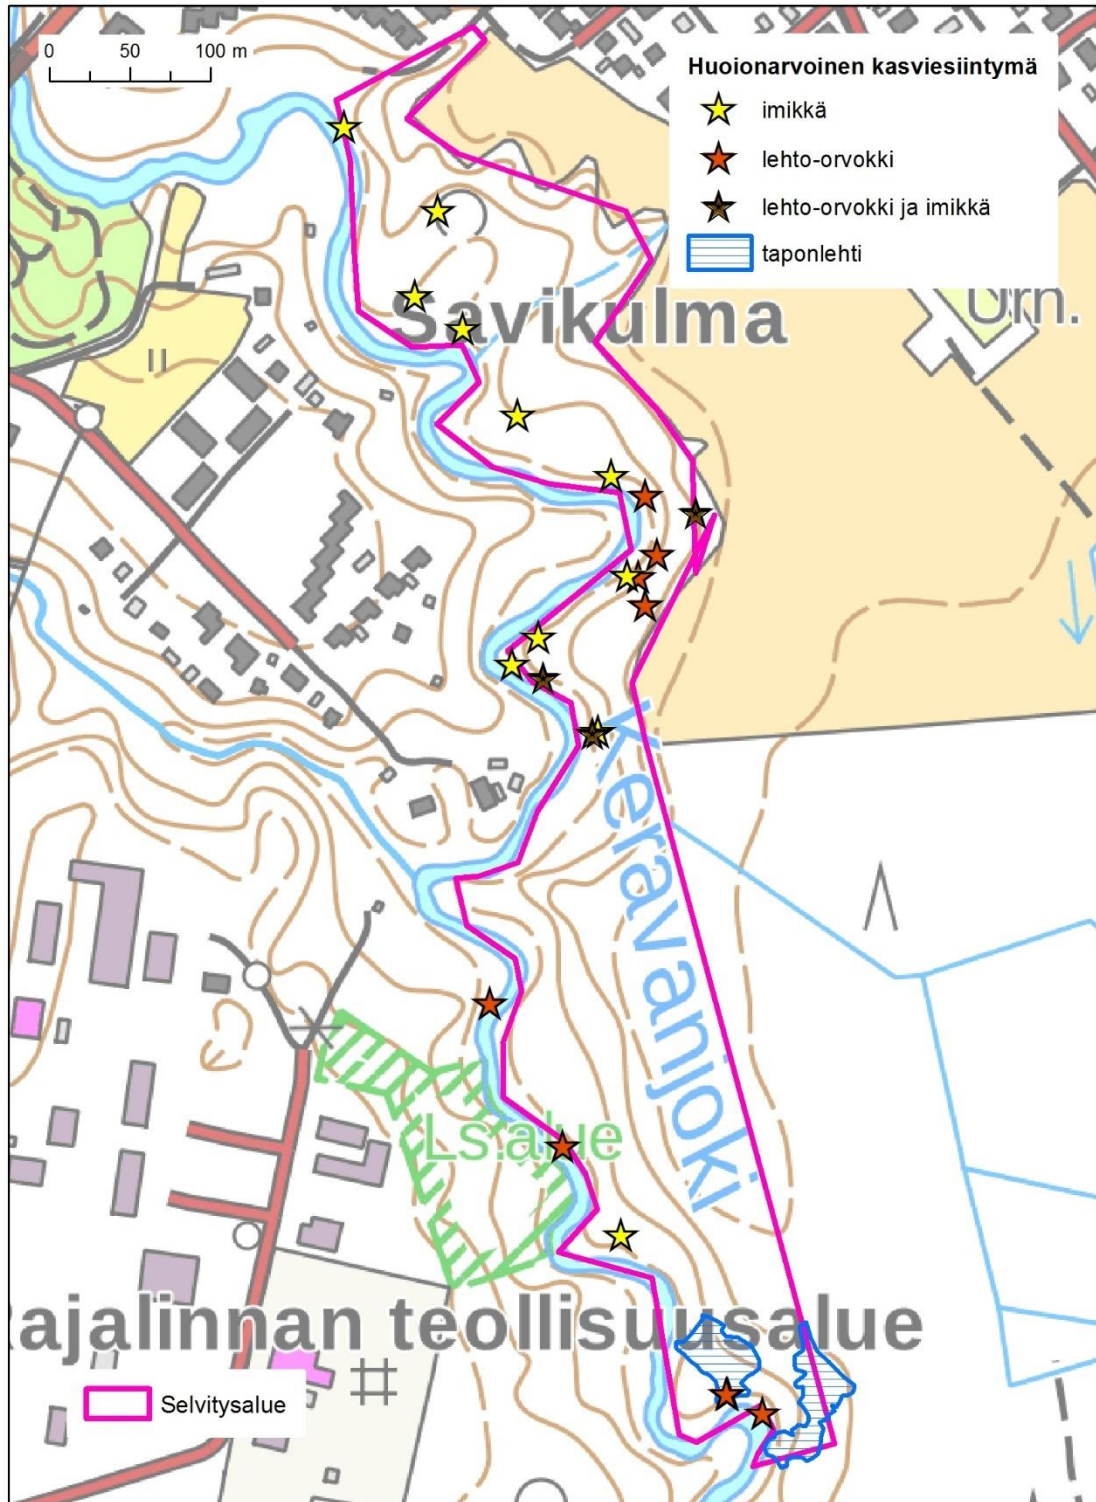 0 50 100 m
Huoionarvoinen kasviesiintymä
imikkä
lehto-orvokki
lehto-orvokki ja imikkä
taponlehti
Savikulma
Urn.
Keravanjoki
Ls.alue
ajalinnan teollisuusalue
Selvitysalue